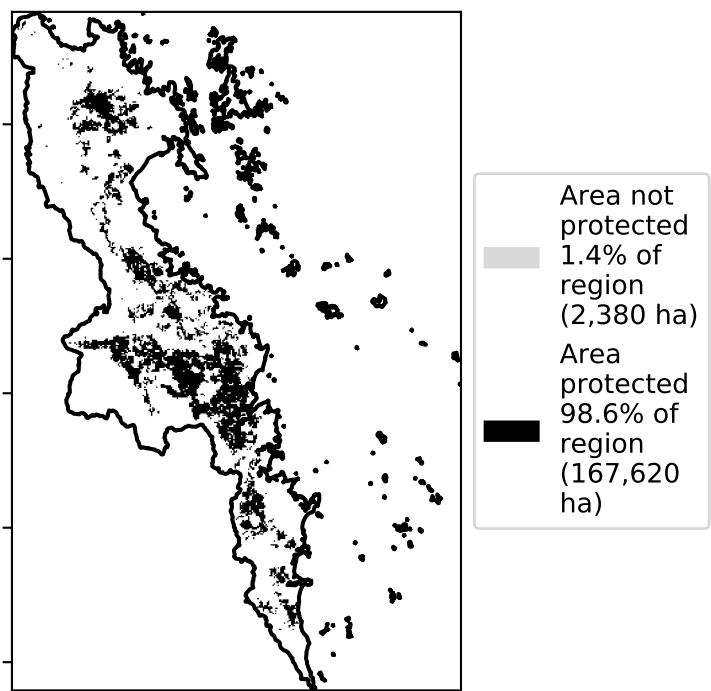 Area not
protected
1.4% of
region
(2,380 ha)
Area
protected
98.6% of
region
(167,620
ha)